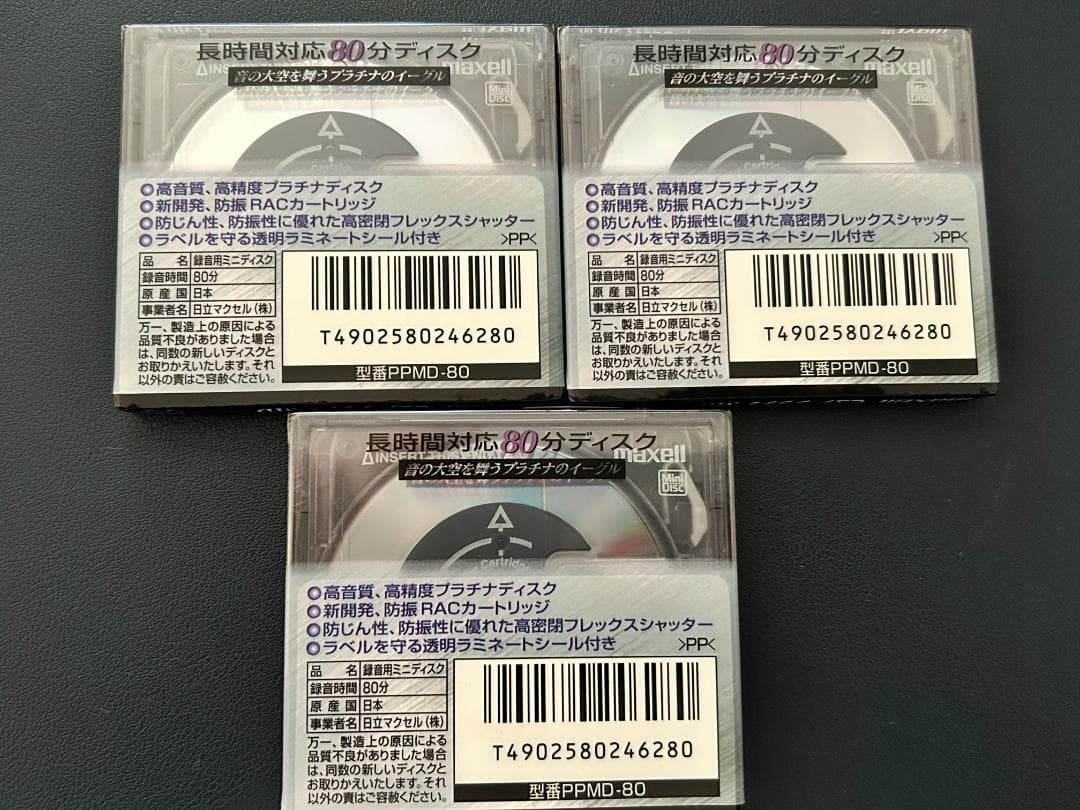 長時間対応80分ディスク
maxell
音の大空を舞うプラチナのイーグル
Mini Disc
高音質、高精度プラチナディスク
新開発、防振RACカートリッジ
防じん性、防振性に優れた高密閉フレックスシャッター
ラベルを守る透明ラミネートシール付き >PP<
品名 録音用ミニディスク
録音時間 80分
原産国 日本
事業者名 日立マクセル(株)
万一、製造上の原因による
品質不良がありました場合
は、同数の新しいディスクと
お取りかえいたします。それ
以外の責はご容赦ください。
T4902580246280
型番PPMD-80
長時間対応80分ディスク
maxell
音の大空を舞うプラチナのイーグル
Mini Disc
高音質、高精度プラチナディスク
新開発、防振RACカートリッジ
防じん性、防振性に優れた高密閉フレックスシャッター
ラベルを守る透明ラミネートシール付き >PP<
品名 録音用ミニディスク
録音時間 80分
原産国 日本
事業者名 日立マクセル(株)
万一、製造上の原因による
品質不良がありました場合
は、同数の新しいディスクと
お取りかえいたします。それ
以外の責はご容赦ください。
T4902580246280
型番PPMD-80
長時間対応80分ディスク
INSERT THIS END
maxell
音の大空を舞うプラチナのイーグル
Mini Disc
Cartridge
高音質、高精度プラチナディスク
新開発、防振RACカートリッジ
防じん性、防振性に優れた高密閉フレックスシャッター
ラベルを守る透明ラミネートシール付き >PP<
品名 録音用ミニディスク
録音時間 80分
原産国 日本
事業者名 日立マクセル(株)
万一、製造上の原因による
品質不良がありました場合
は、同数の新しいディスクと
お取りかえいたします。それ
以外の責はご容赦ください。
T4902580246280
型番PPMD-80